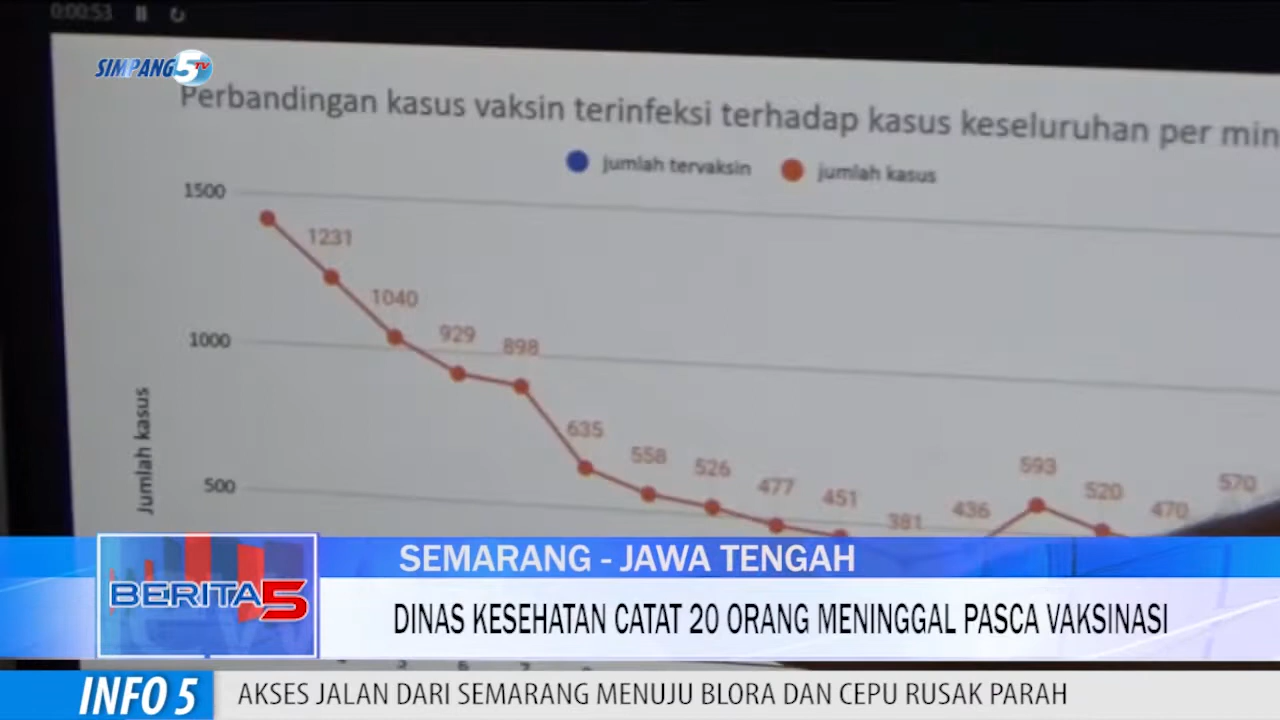 0:00:53
SIMPANG5 TV
Perbandingan kasus vaksin terinfeksi terhadap kasus keseluruhan per min
jumlah tervaksin
jumlah kasus
1500
1231
1040
1000
929
898
Jumlah kasus
635
558
526
477
451
381
436
593
520
470
570
500
SEMARANG - JAWA TENGAH
BERITA5
DINAS KESEHATAN CATAT 20 ORANG MENINGGAL PASCA VAKSINASI
INFO 5
AKSES JALAN DARI SEMARANG MENUJU BLORA DAN CEPU RUSAK PARAH